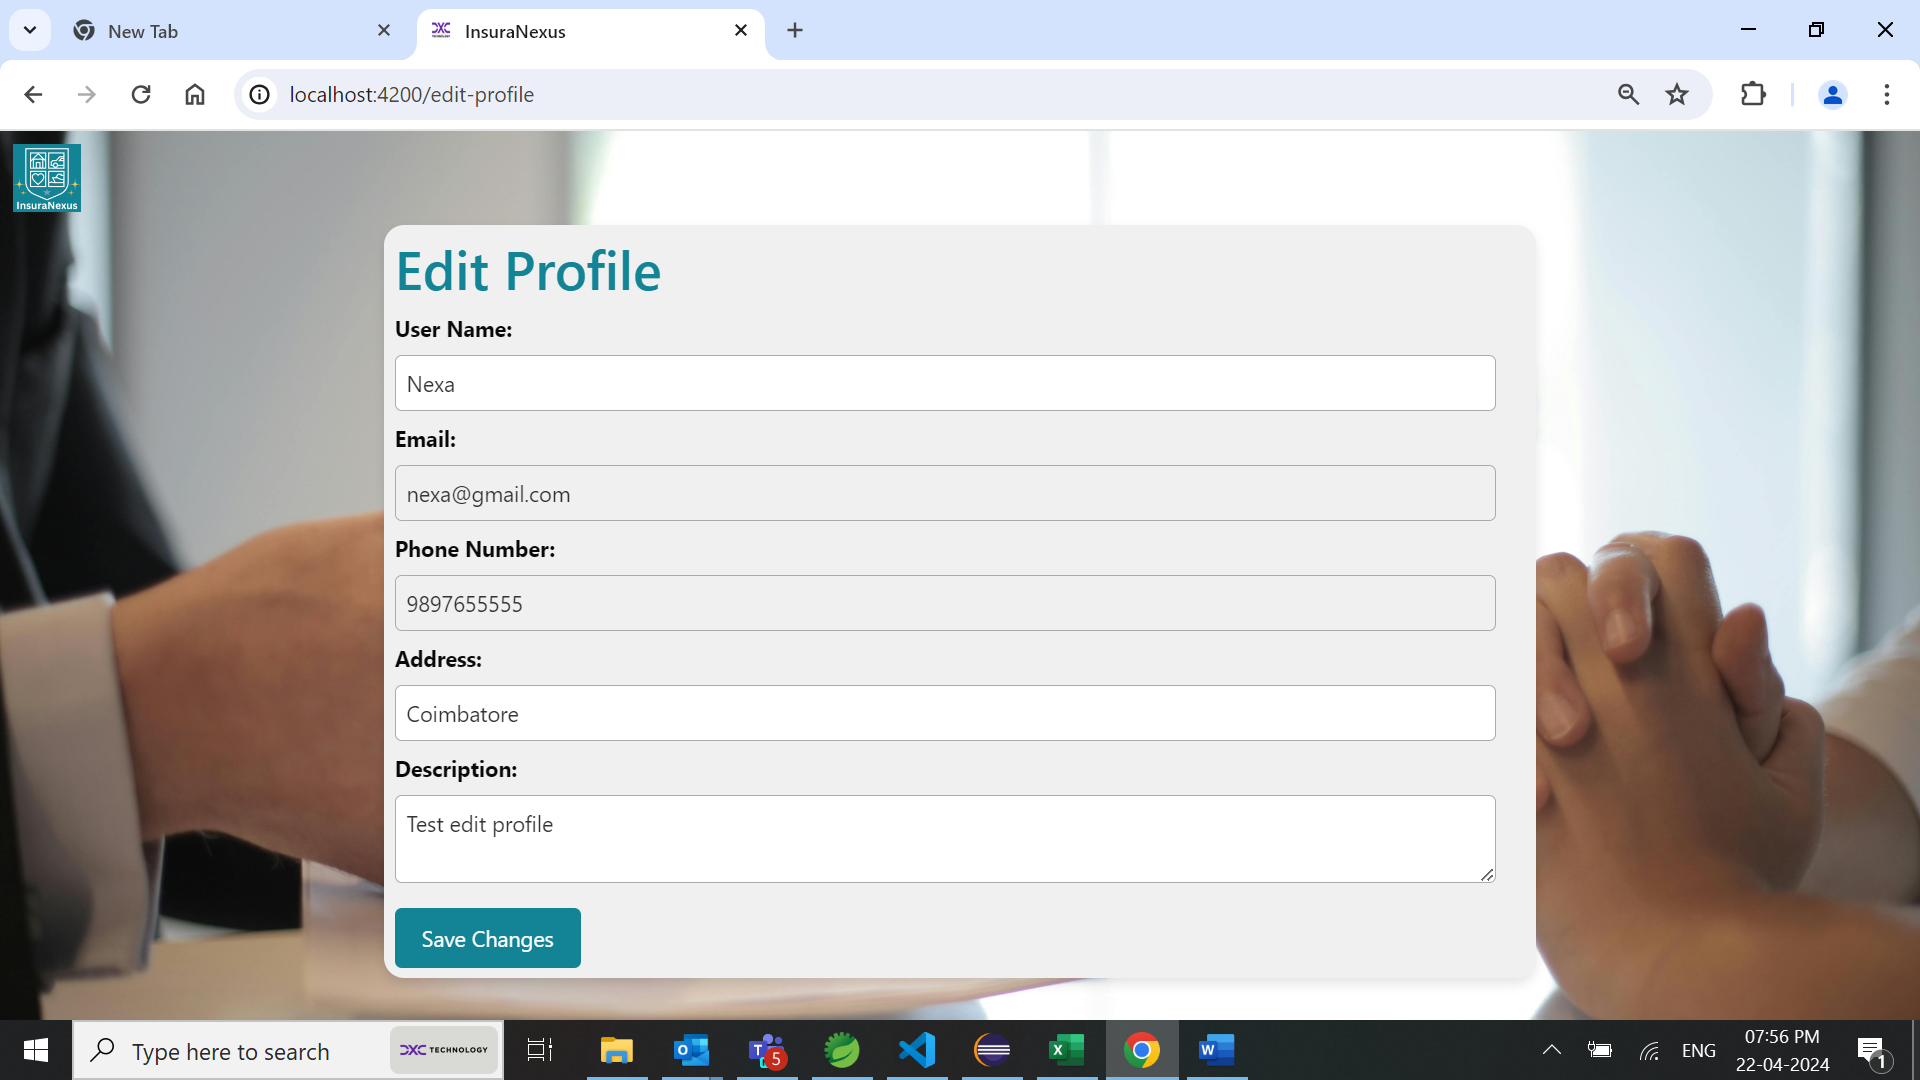 New Tab
InsuraNexus
localhost:4200/edit-profile
InsuraNexus
Edit Profile
User Name:
Nexa
Email:
nexa@gmail.com
Phone Number:
9897655555
Address:
Coimbatore
Description:
Test edit profile
Save Changes
Type here to search
DXC TECHNOLOGY
5
ENG
07:56 PM
22-04-2024
1